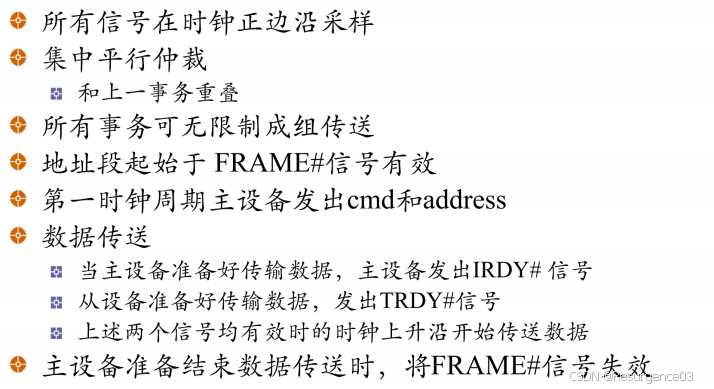 所有信号在时钟正边沿采样
集中平行仲裁
和上一事务重叠
所有事务可无限制成组传送
地址段起始于 FRAME#信号有效
第一时钟周期主设备发出cmd和address
数据传送
当主设备准备好传输数据，主设备发出IRDY# 信号
从设备准备好传输数据，发出TRDY#信号
上述两个信号均有效时的时钟上升沿开始传送数据
主设备准备结束数据传送时，将FRAME#信号失效
CSDN @Resurgence03